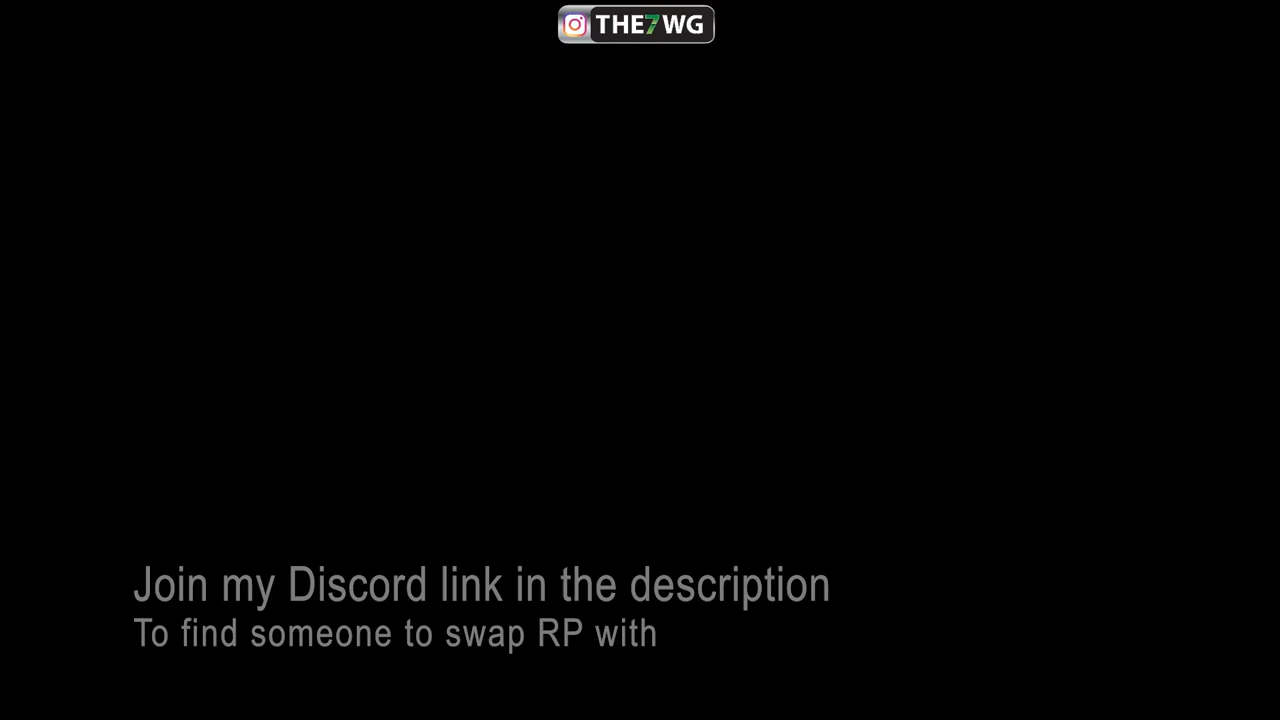 THE7WG
Join my Discord link in the description
To find someone to swap RP with